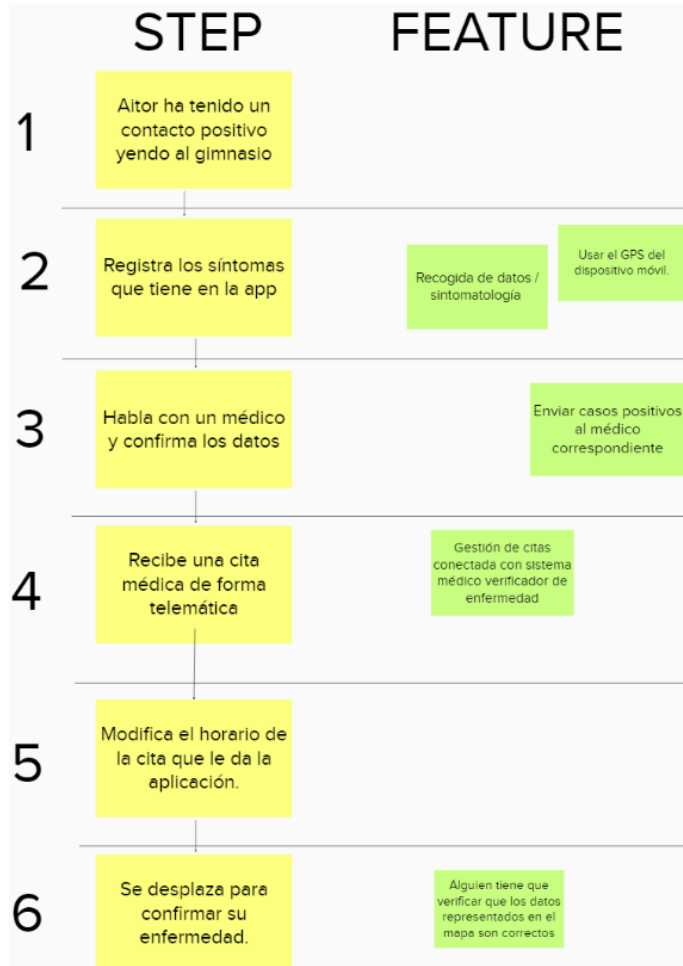 STEP
FEATURE
1
Aitor ha tenido un
contacto positivo
yendo al gimnasio
2
Registra los síntomas
que tiene en la app
Recogida de datos /
sintomatología
Usar el GPS del
dispositivo móvil.
3
Habla con un médico
y confirma los datos
Enviar casos positivos
al médico
correspondiente
4
Recibe una cita
médica de forma
telemática
Gestión de citas
conectada con sistema
médico verificador de
enfermedad
5
Modifica el horario de
la cita que le da la
aplicación.
6
Se desplaza para
confirmar su
enfermedad.
Alguien tiene que
verificar que los datos
representados en el
mapa son correctos